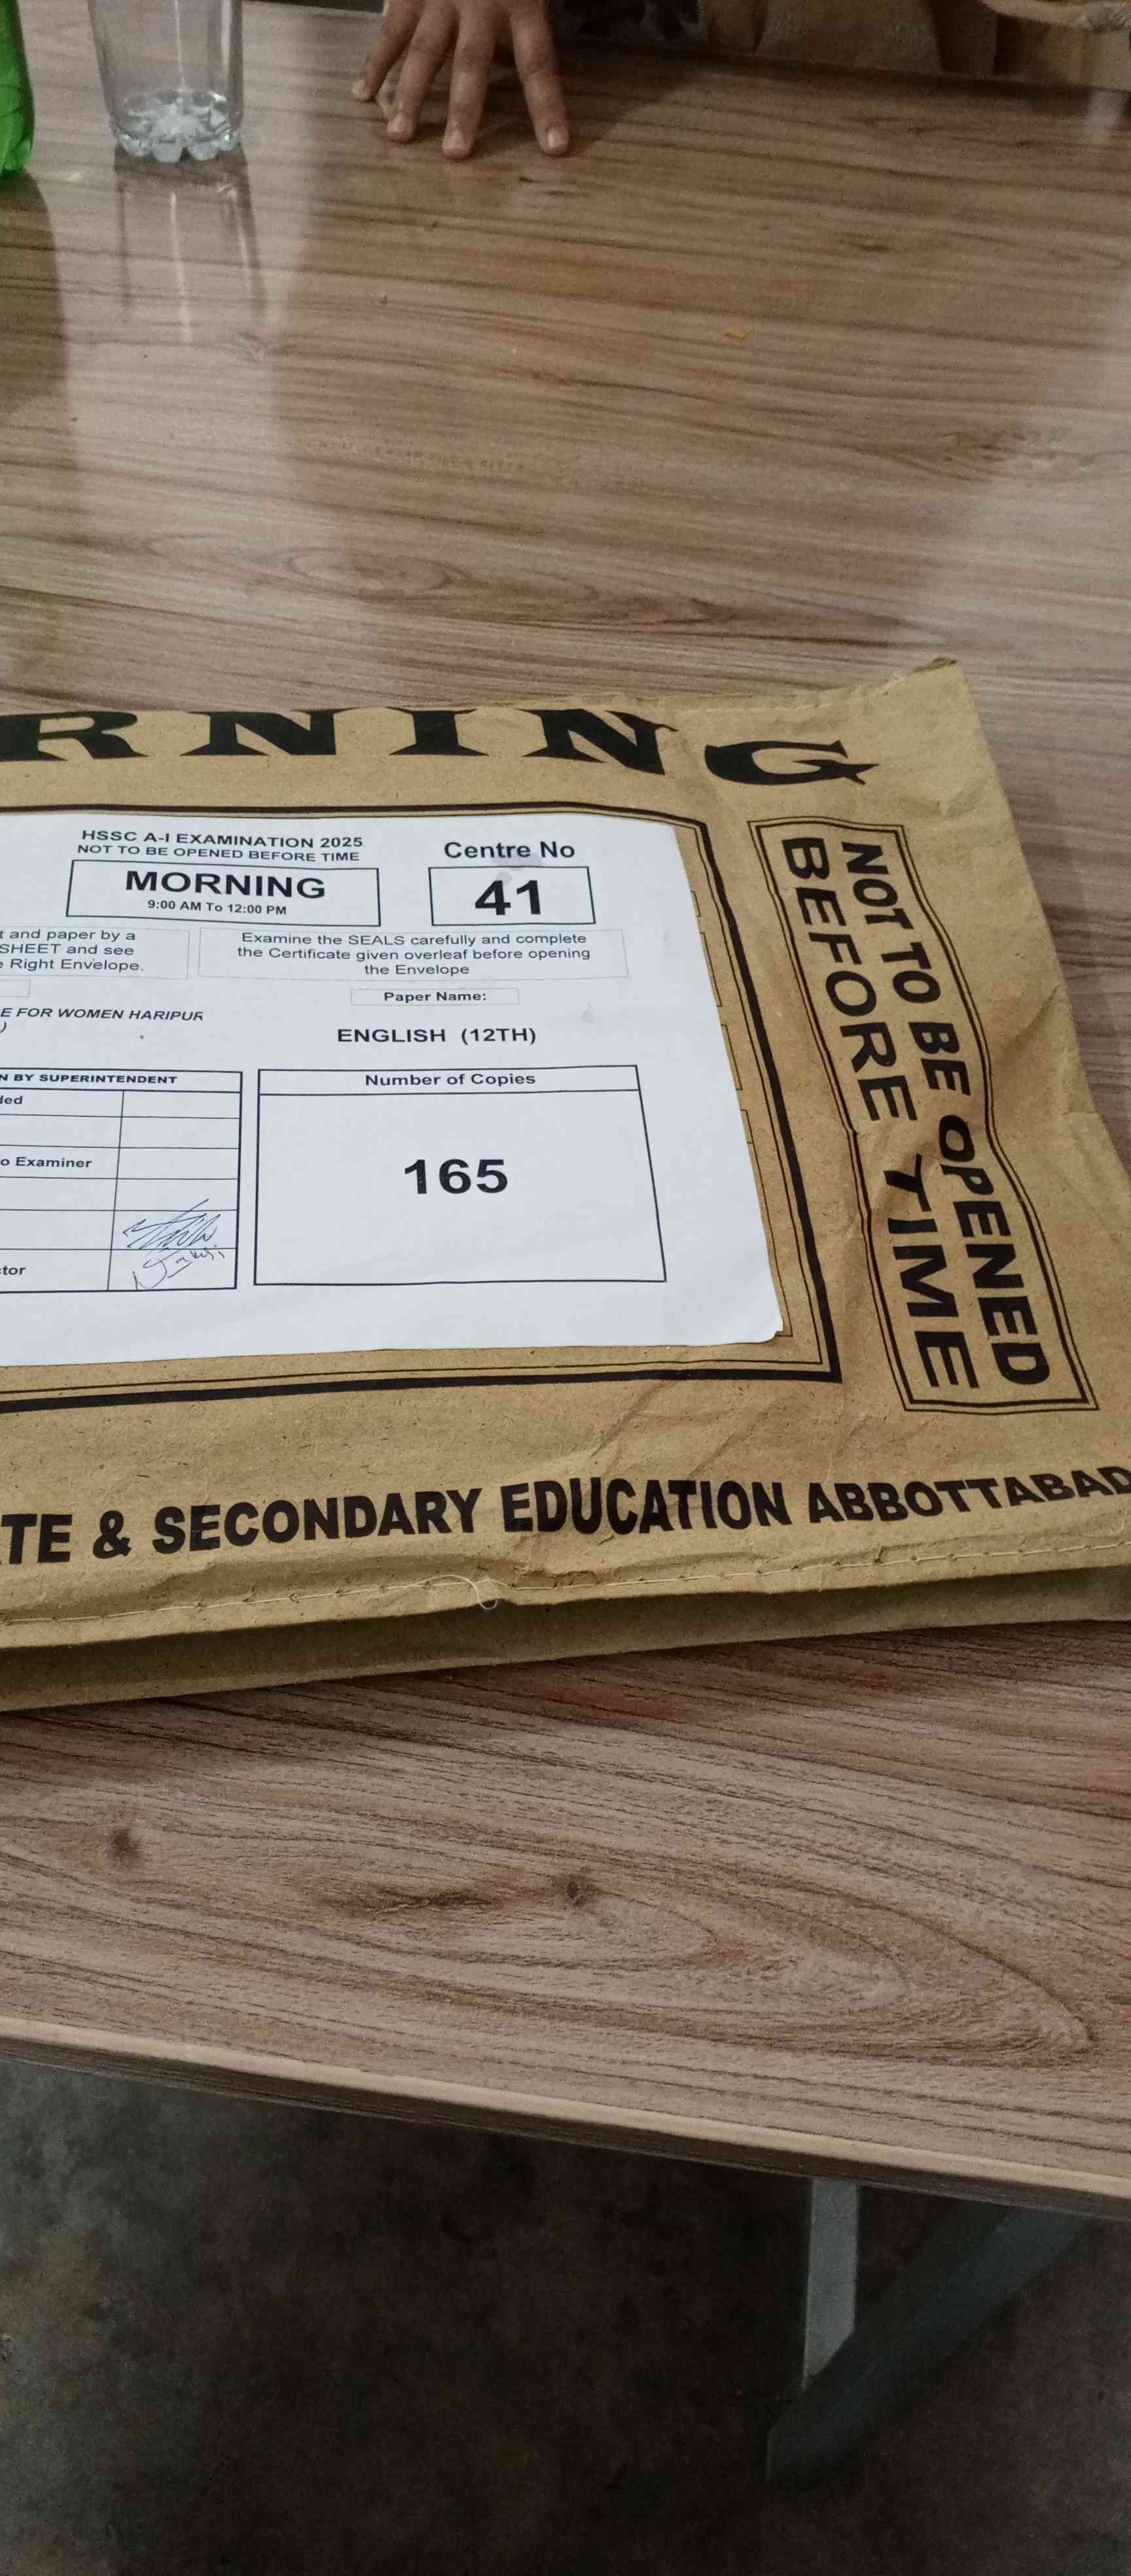 RNING
HSSC A-I EXAMINATION 2025
NOT TO BE OPENED BEFORE TIME
MORNING
9:00 AM To 12:00 PM
Centre No
41
and paper by a
SHEET and see
Right Envelope.
Examine the SEALS carefully and complete
the Certificate given overleaf before opening
the Envelope
Paper Name:
E FOR WOMEN HARIPUR
)
ENGLISH (12TH)
N BY SUPERINTENDENT
ded
o Examiner
tor
Number of Copies
165
NOT TO BE OPENED
BEFORE TIME
TE & SECONDARY EDUCATION ABBOTTABAD